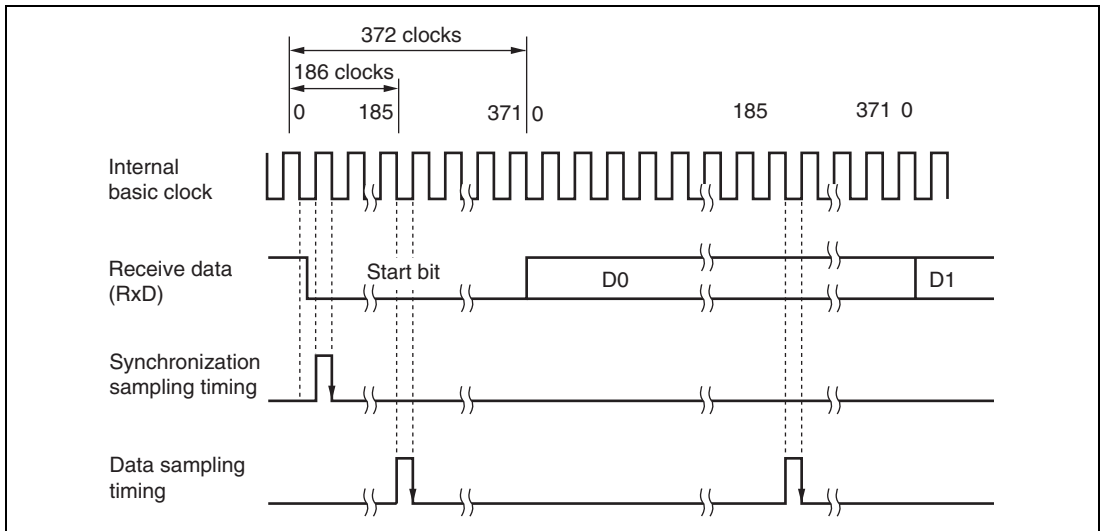 372 clocks
186 clocks
0 185 371 0 185 371 0
Internal
basic clock
Receive data
(RxD)
Start bit D0 D1
Synchronization
sampling timing
Data sampling
timing